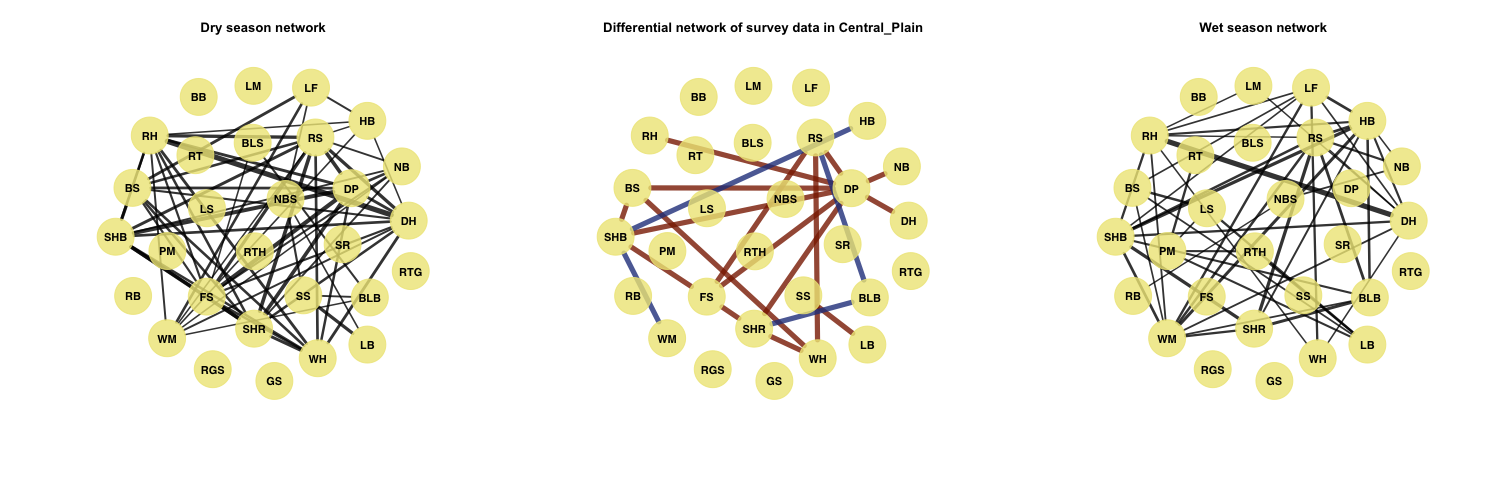 Dry season network
LM
LF
BB
HB
RH
RS
BLS
RT
NB
BS
DP
NBS
LS
DH
SHB
SR
PM
RTH
RTG
RB
FS
SS
BLB
SHR
WM
LB
WH
RGS
GS
Differential network of survey data in Central_Plain
LM
LF
BB
HB
RH
RS
BLS
RT
NB
BS
DP
NBS
LS
DH
SHB
SR
PM
RTH
RTG
RB
FS
SS
BLB
SHR
WM
LB
WH
RGS
GS
Wet season network
LM
LF
BB
HB
RH
RS
BLS
RT
NB
BS
DP
NBS
LS
DH
SHB
SR
PM
RTH
RTG
RB
FS
SS
BLB
SHR
WM
LB
WH
RGS
GS